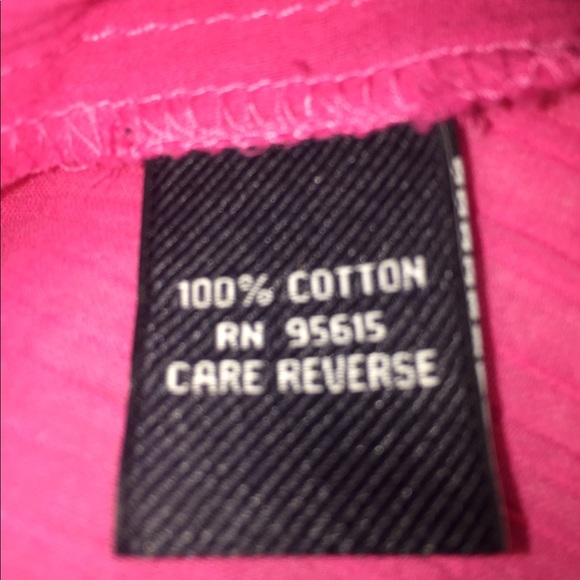 100% COTTON
RN 95615
CARE REVERSE